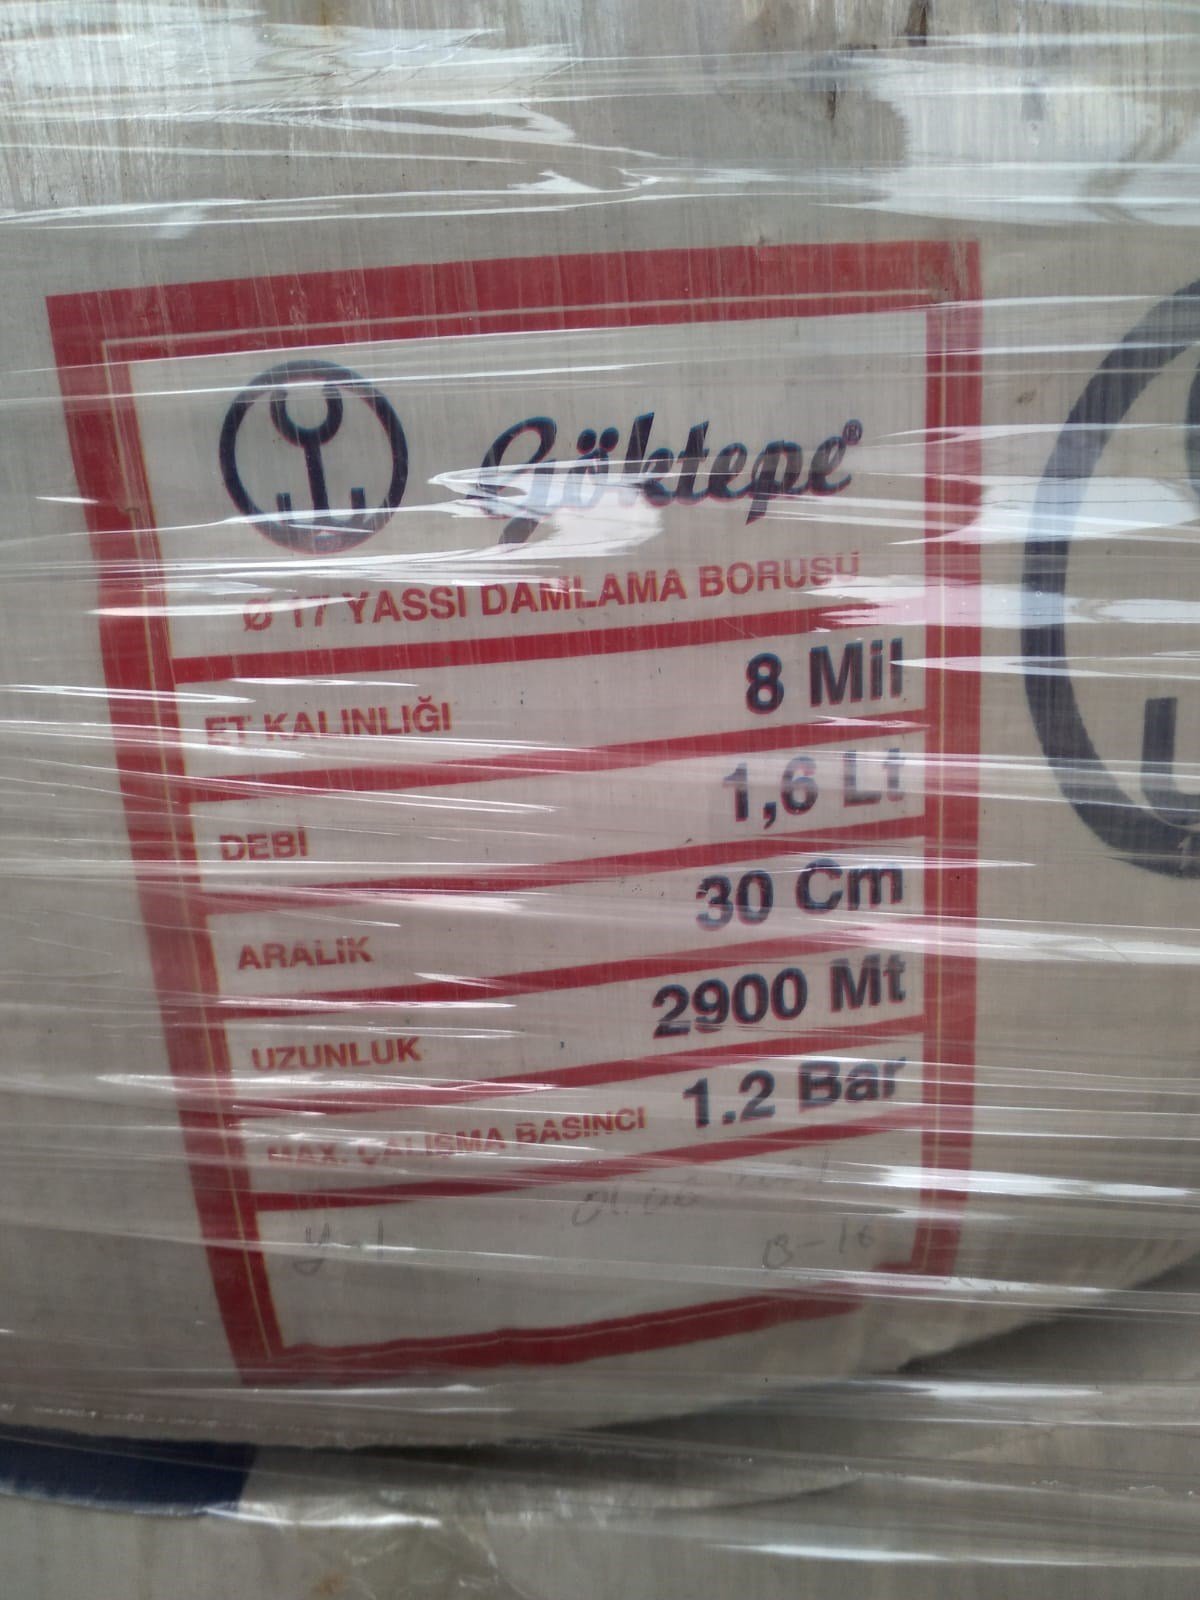 Göktepe®
Ø 17 YASSI DAMLAMA BORUSU
ET KALINLIĞI 8 Mil
DEBİ 1,6 Lt
ARALIK 30 Cm
UZUNLUK 2900 Mt
MAX. ÇALIŞMA BASINCI 1.2 Bar
B-16